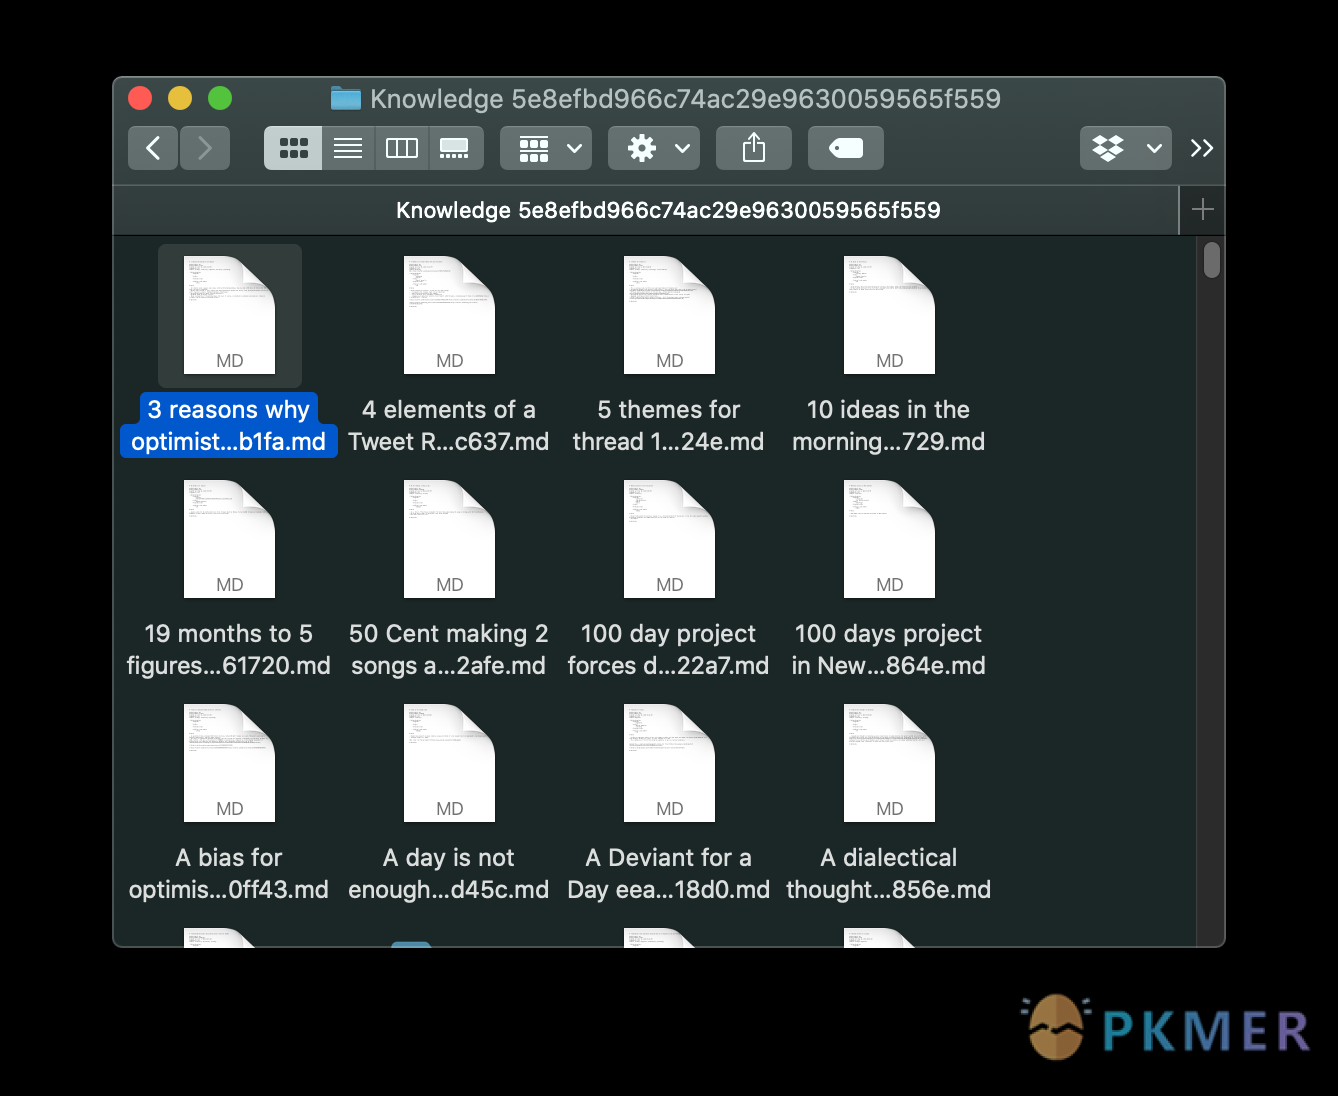 Knowledge 5e8efbd966c74ac29e9630059565f559
Knowledge 5e8efbd966c74ac29e9630059565f559
MD
MD
MD
MD
3 reasons why
optimist...b1fa.md
4 elements of a
Tweet R...c637.md
5 themes for
thread 1...24e.md
10 ideas in the
morning...729.md
MD
MD
MD
MD
19 months to 5
figures...61720.md
50 Cent making 2
songs a...2afe.md
100 day project
forces d...22a7.md
100 days project
in New...864e.md
MD
MD
MD
MD
A bias for
optimis...0ff43.md
A day is not
enough...d45c.md
A Deviant for a
Day eea...18d0.md
A dialectical
thought...856e.md
PKMER